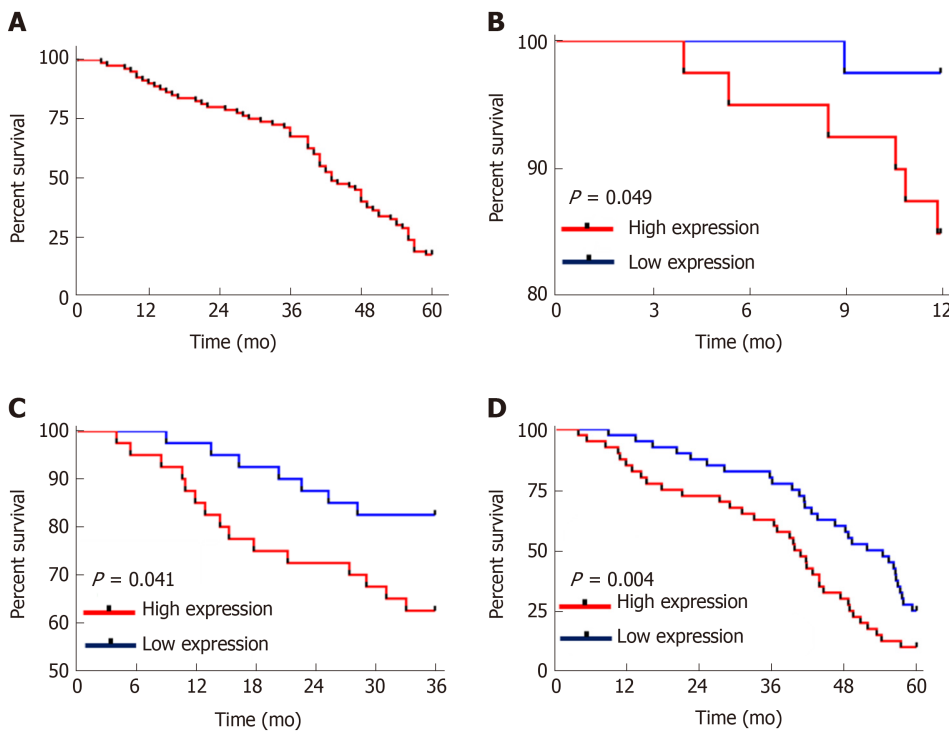 A
100
75
50
25
0
Percent survival
0 12 24 36 48 60
Time (mo)
B
100
90
80
Percent survival
P = 0.049
High expression
Low expression
0 3 6 9 12
Time (mo)
C
100
90
80
70
60
50
Percent survival
P = 0.041
High expression
Low expression
0 6 12 18 24 30 36
Time (mo)
D
100
75
50
25
0
Percent survival
P = 0.004
High expression
Low expression
0 12 24 36 48 60
Time (mo)